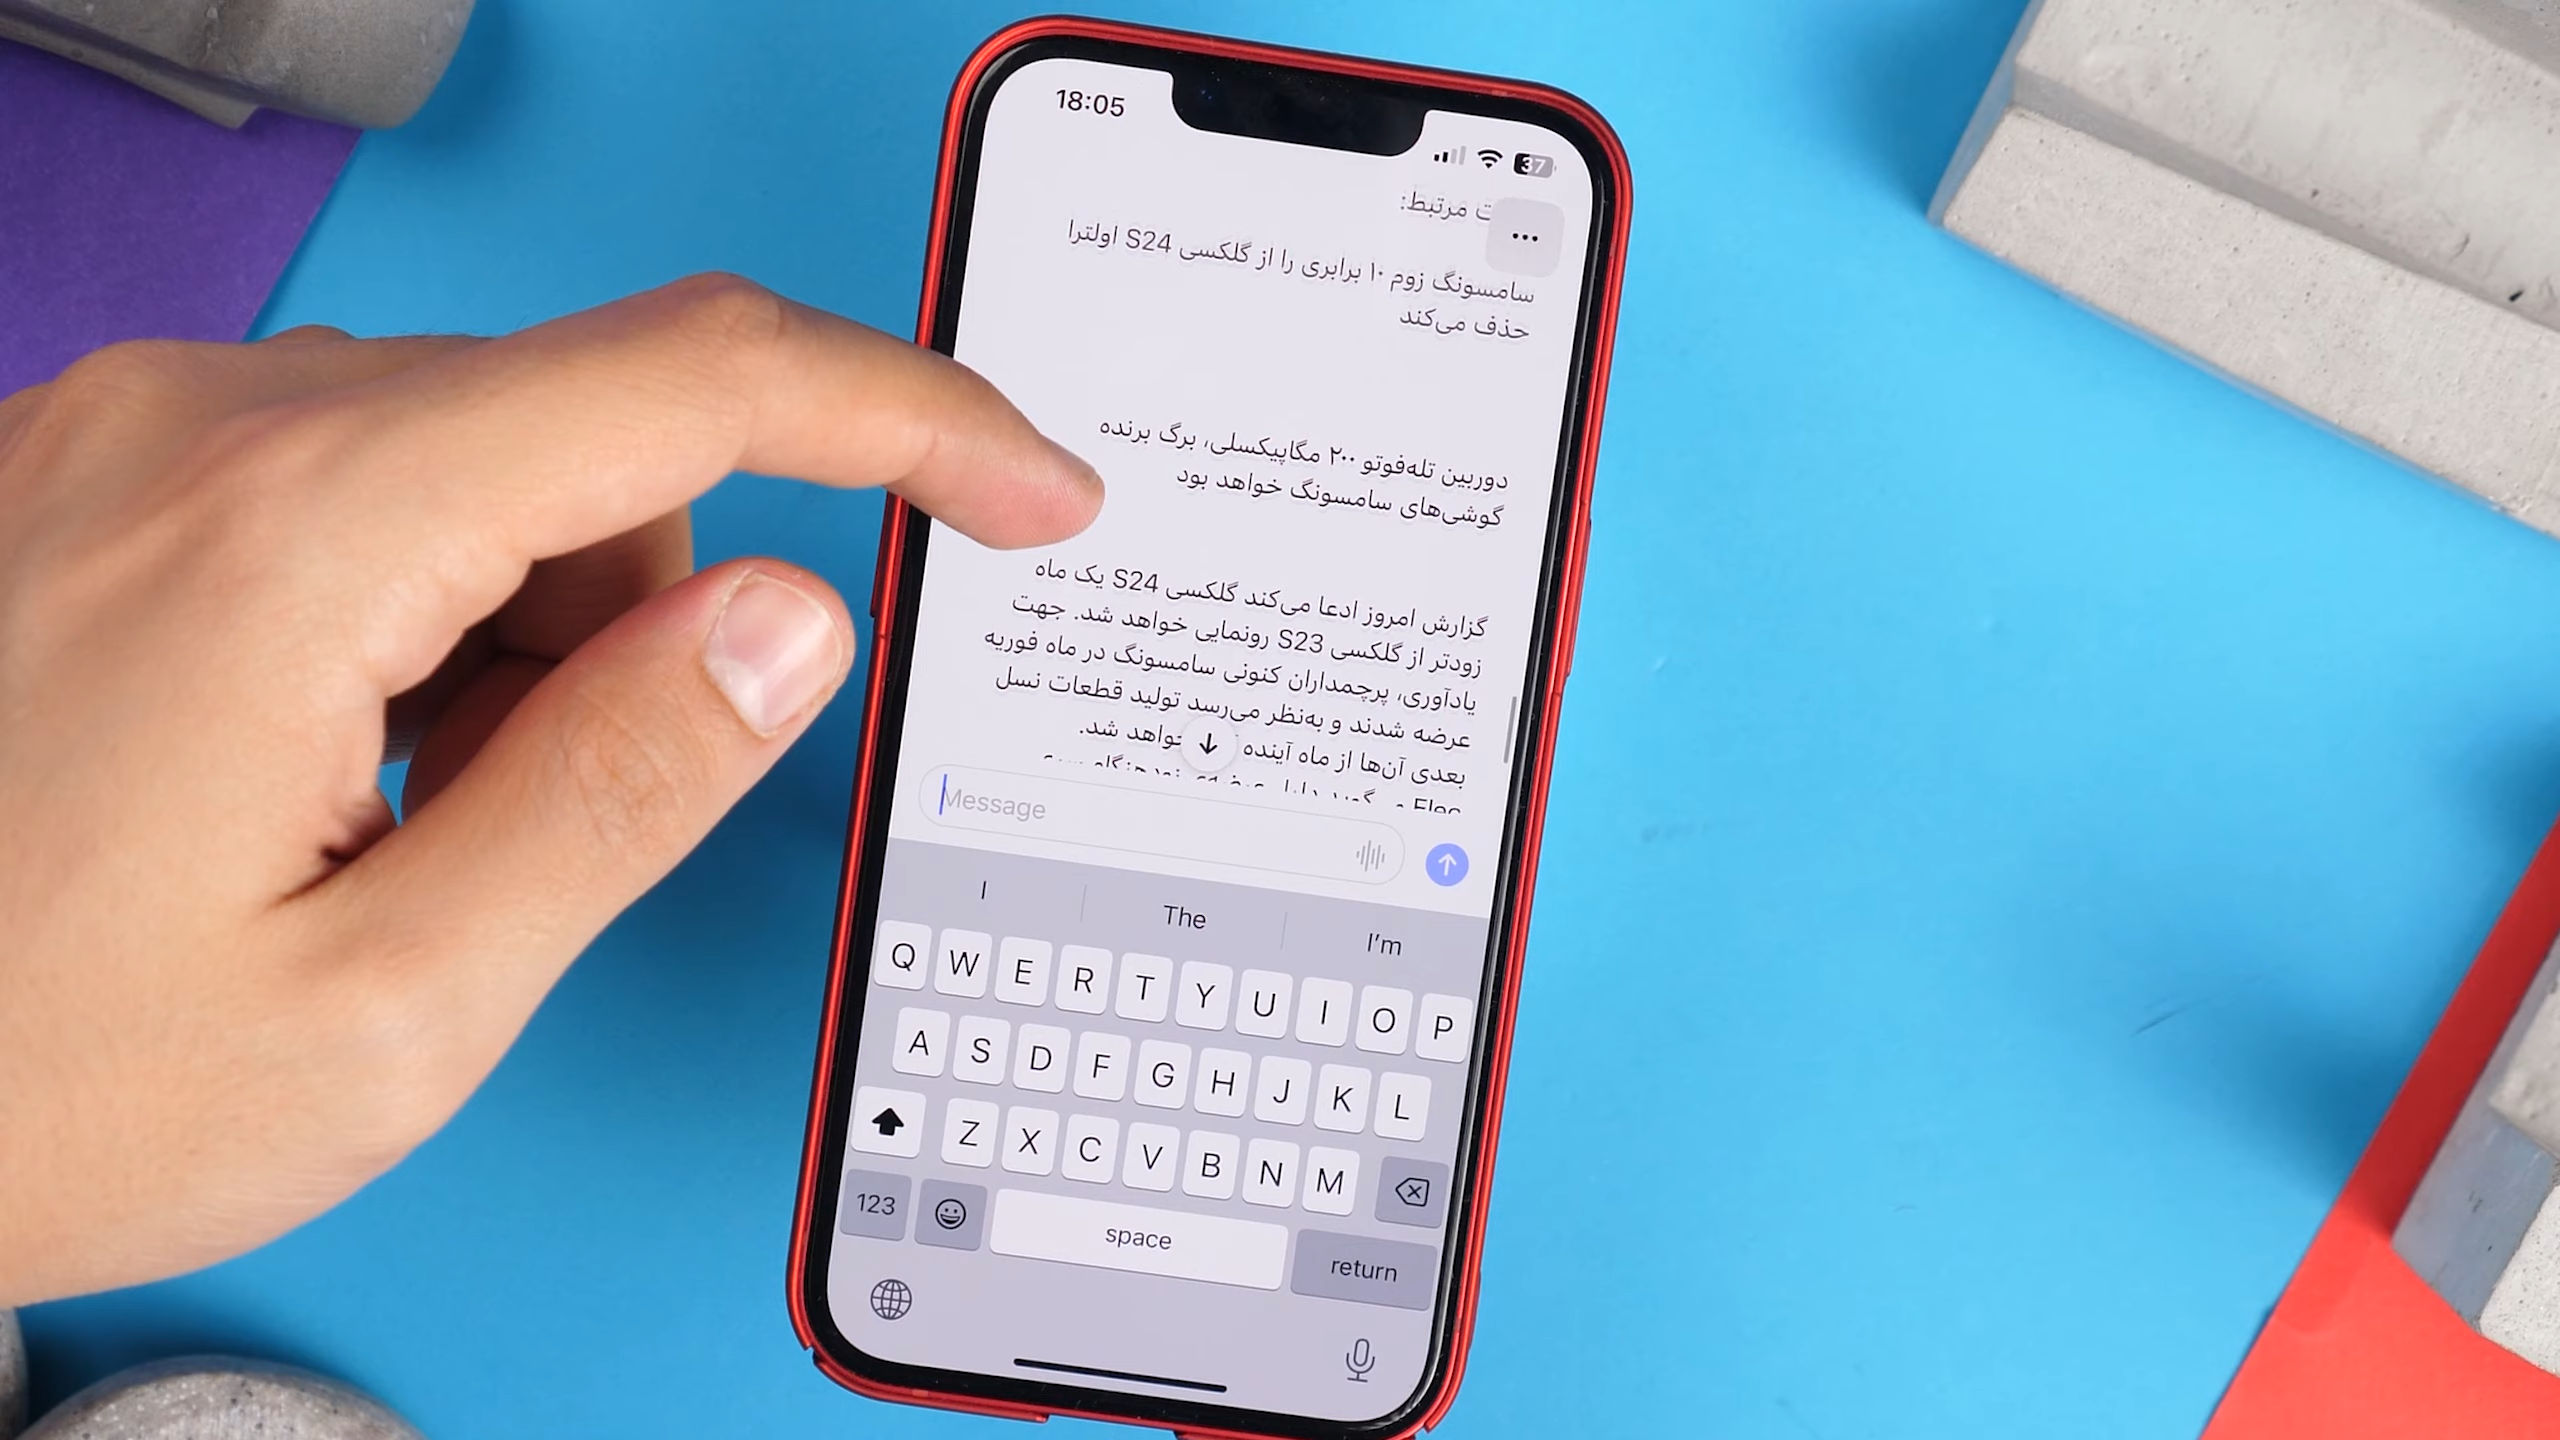 18:05
37
مرتبط:
سامسونگ زوم ۱۰ برابری را از گلکسی S24 اولترا
حذف می‌کند
دوربین تله‌فوتو ۲۰۰ مگاپیکسلی، برگ برنده
گوشی‌های سامسونگ خواهد بود
گزارش امروز ادعا می‌کند گلکسی S24 یک ماه
زودتر از گلکسی S23 رونمایی خواهد شد. جهت
یادآوری، پرچمداران کنونی سامسونگ در ماه فوریه
عرضه شدند و به‌نظر می‌رسد تولید قطعات نسل
بعدی آن‌ها از ماه آینده خواهد شد.
Message
I The I'm
Q W E R T Y U I O P
A S D F G H J K L
Z X C V B N M
123 space return